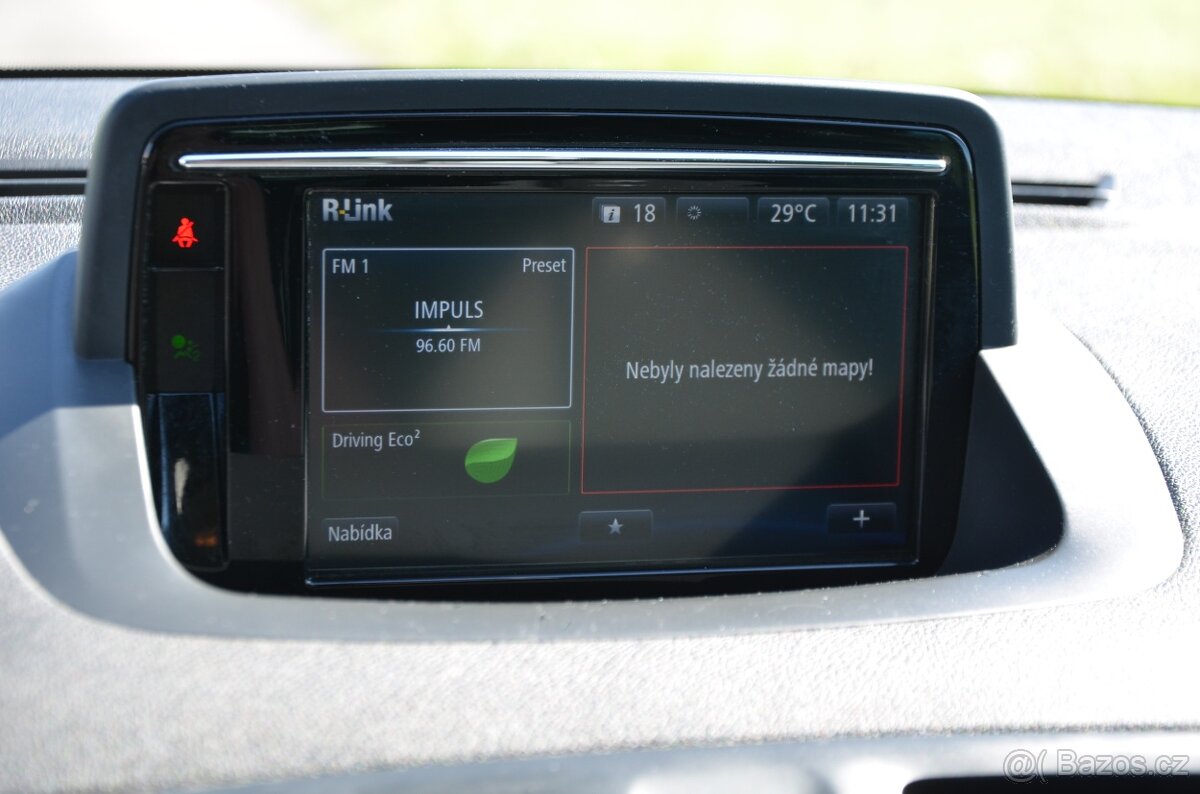 R-Link
18
29°C
11:31
FM 1
Preset
IMPULS
96.60 FM
Nebyly nalezeny žádné mapy!
Driving Eco²
Nabídka
@( Bazos.cz